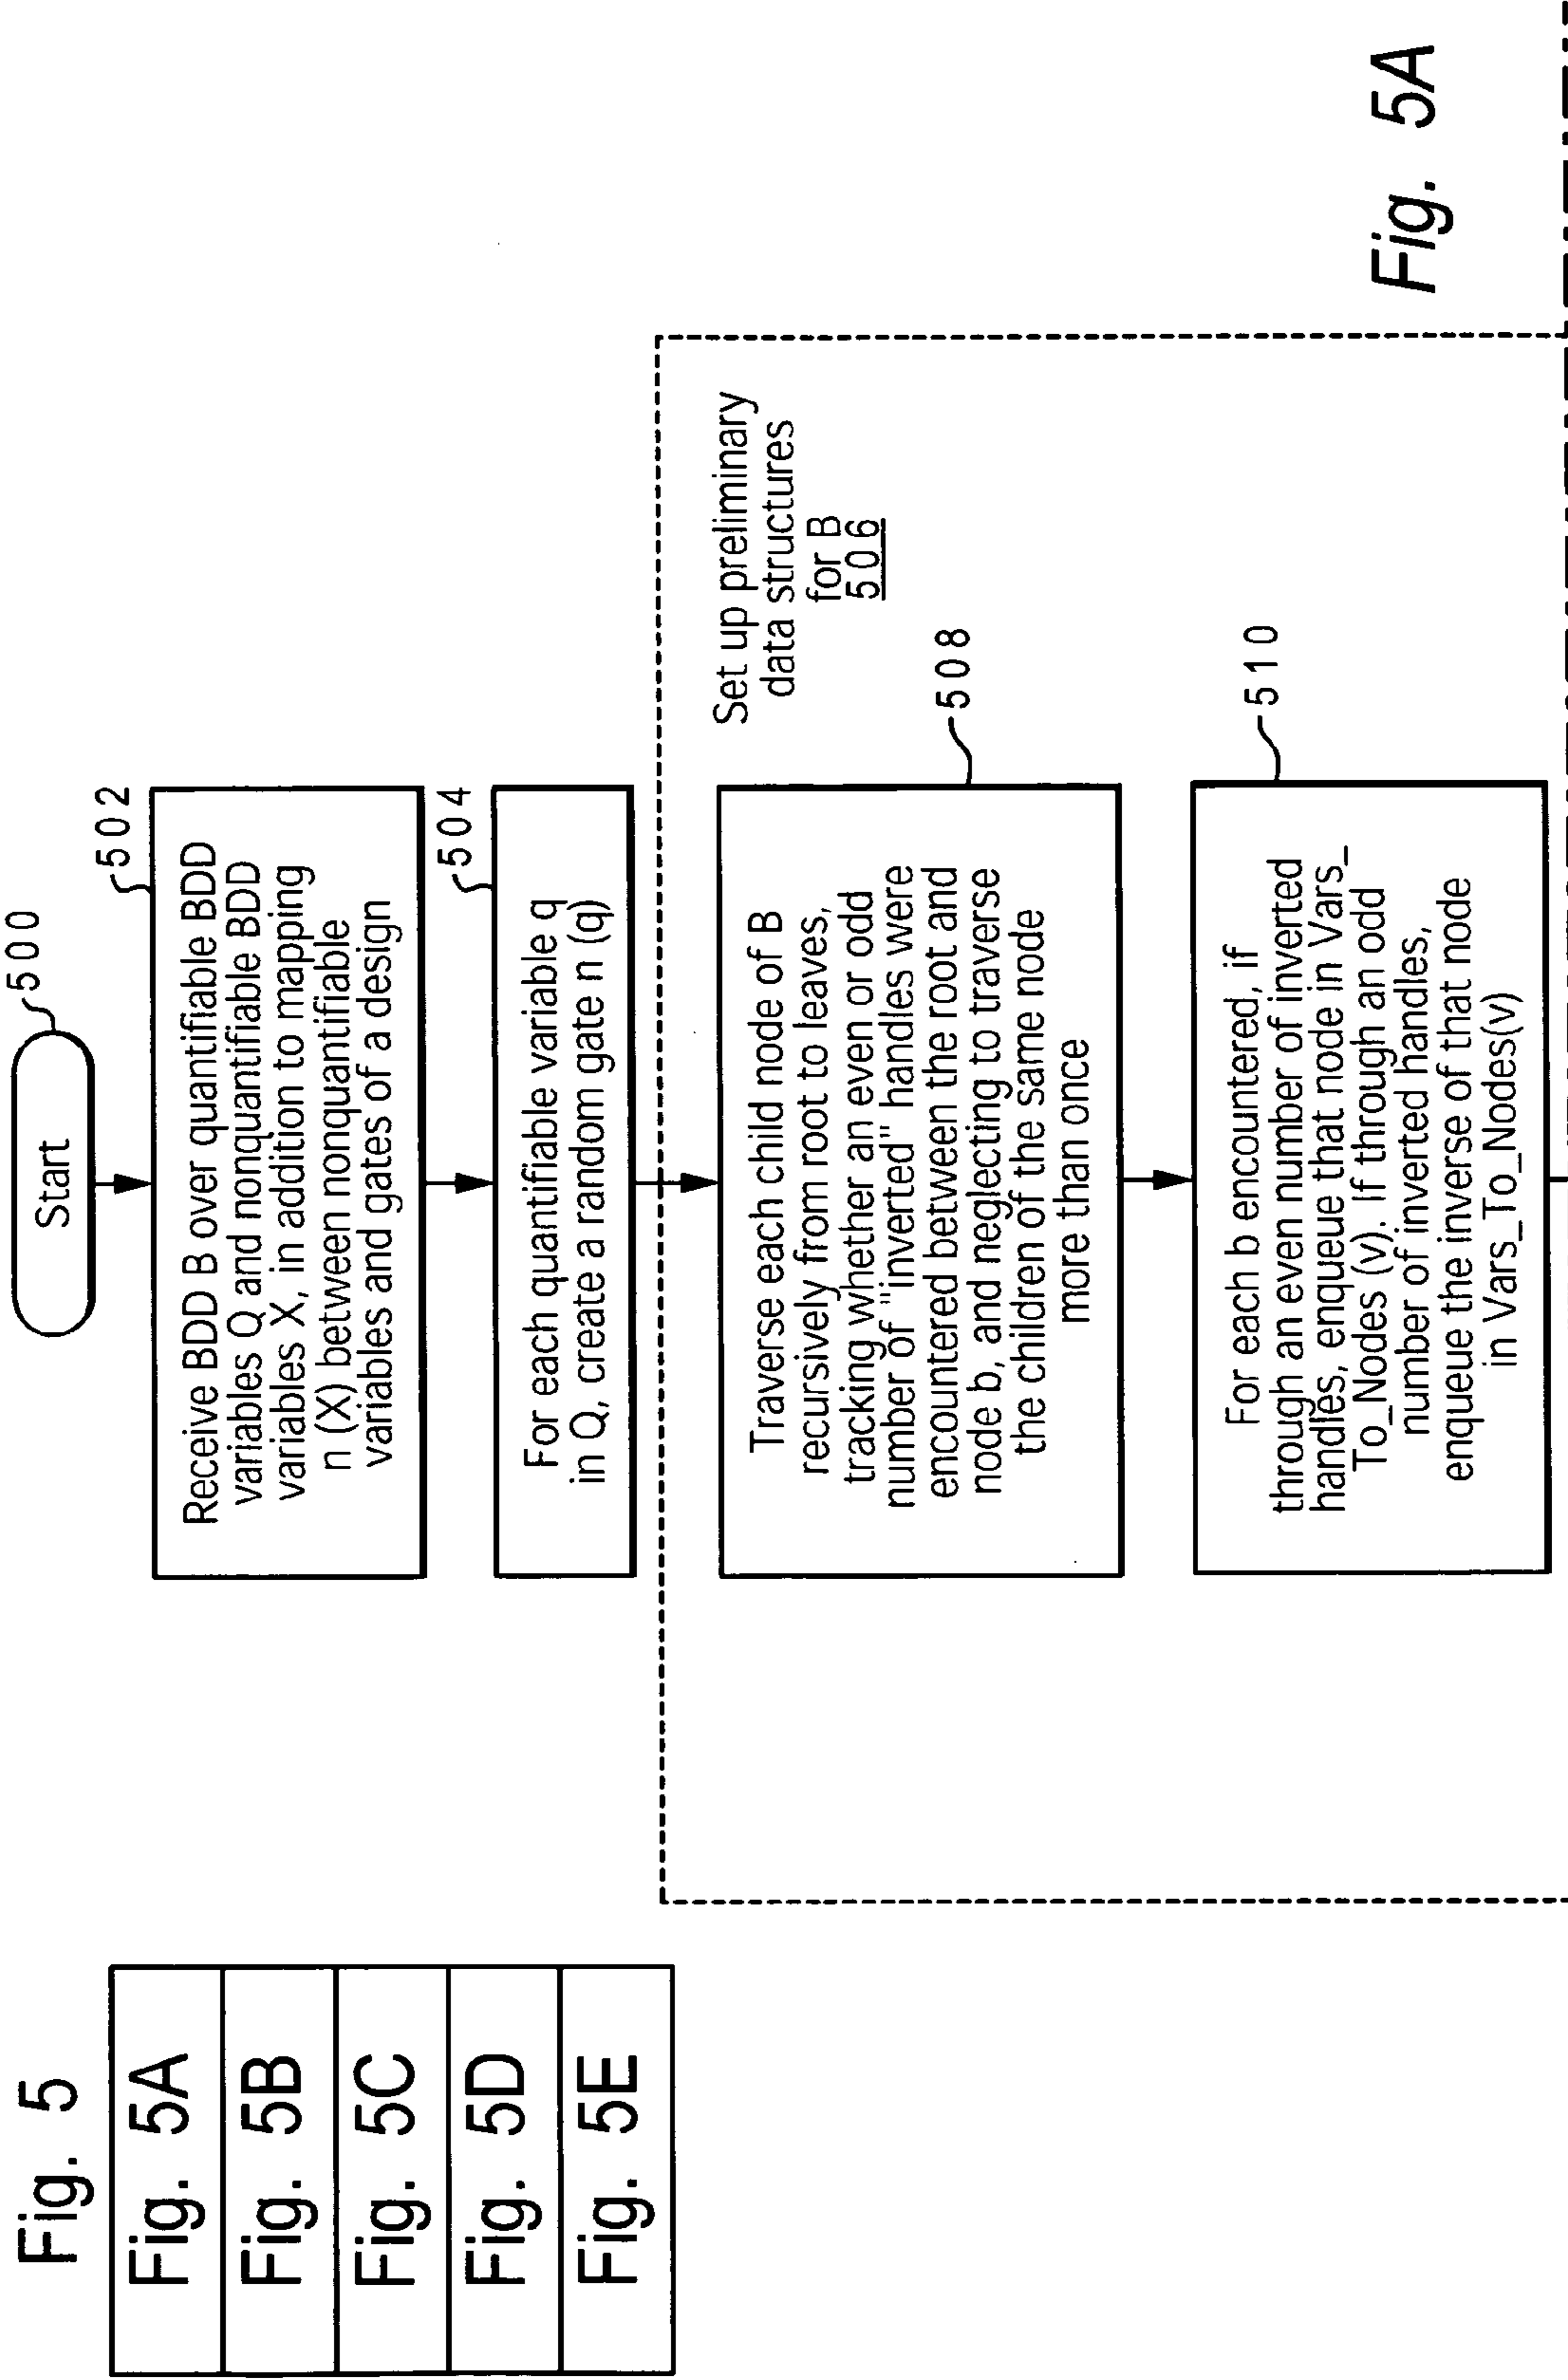 Fig. 5
Fig. 5A
Fig. 5B
Fig. 5C
Fig. 5D
Fig. 5E
Start
500
502
Receive BDD B over quantifiable BDD
variables Q and nonquantifiable BDD
variables X, in addition to mapping
n (X) between nonquantifiable
variables and gates of a design
504
For each quantifiable variable q
in Q, create a random gate n (q)
Set up preliminary
data structures
for B
506
508
Traverse each child node of B
recursively from root to leaves,
tracking whether an even or odd
number of "inverted" handles were
encountered between the root and
node b, and neglecting to traverse
the children of the same node
more than once
510
For each b encountered, if
through an even number of inverted
handles, enqueue that node in Vars_
To_Nodes (v). If through an odd
number of inverted handles,
enqueue the inverse of that node
in Vars_To_Nodes(v)
Fig. 5A